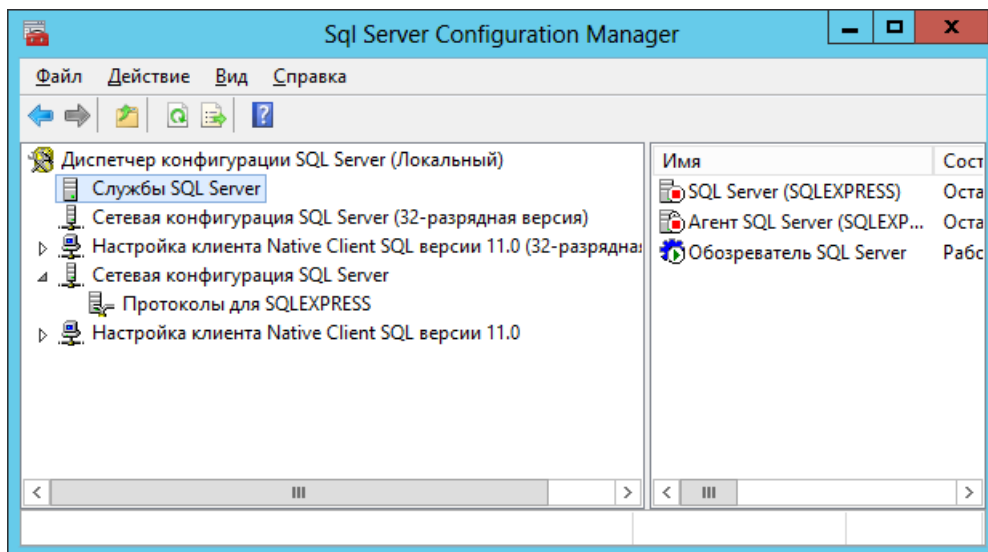 Sql Server Configuration Manager
Файл Действие Вид Справка
Диспетчер конфигурации SQL Server (Локальный)
Службы SQL Server
Сетевая конфигурация SQL Server (32-разрядная версия)
Настройка клиента Native Client SQL версии 11.0 (32-разрядная
Сетевая конфигурация SQL Server
Протоколы для SQLEXPRESS
Настройка клиента Native Client SQL версии 11.0
Имя Сост
SQL Server (SQLEXPRESS) Оста
Агент SQL Server (SQLEXP... Оста
Обозреватель SQL Server Рабо